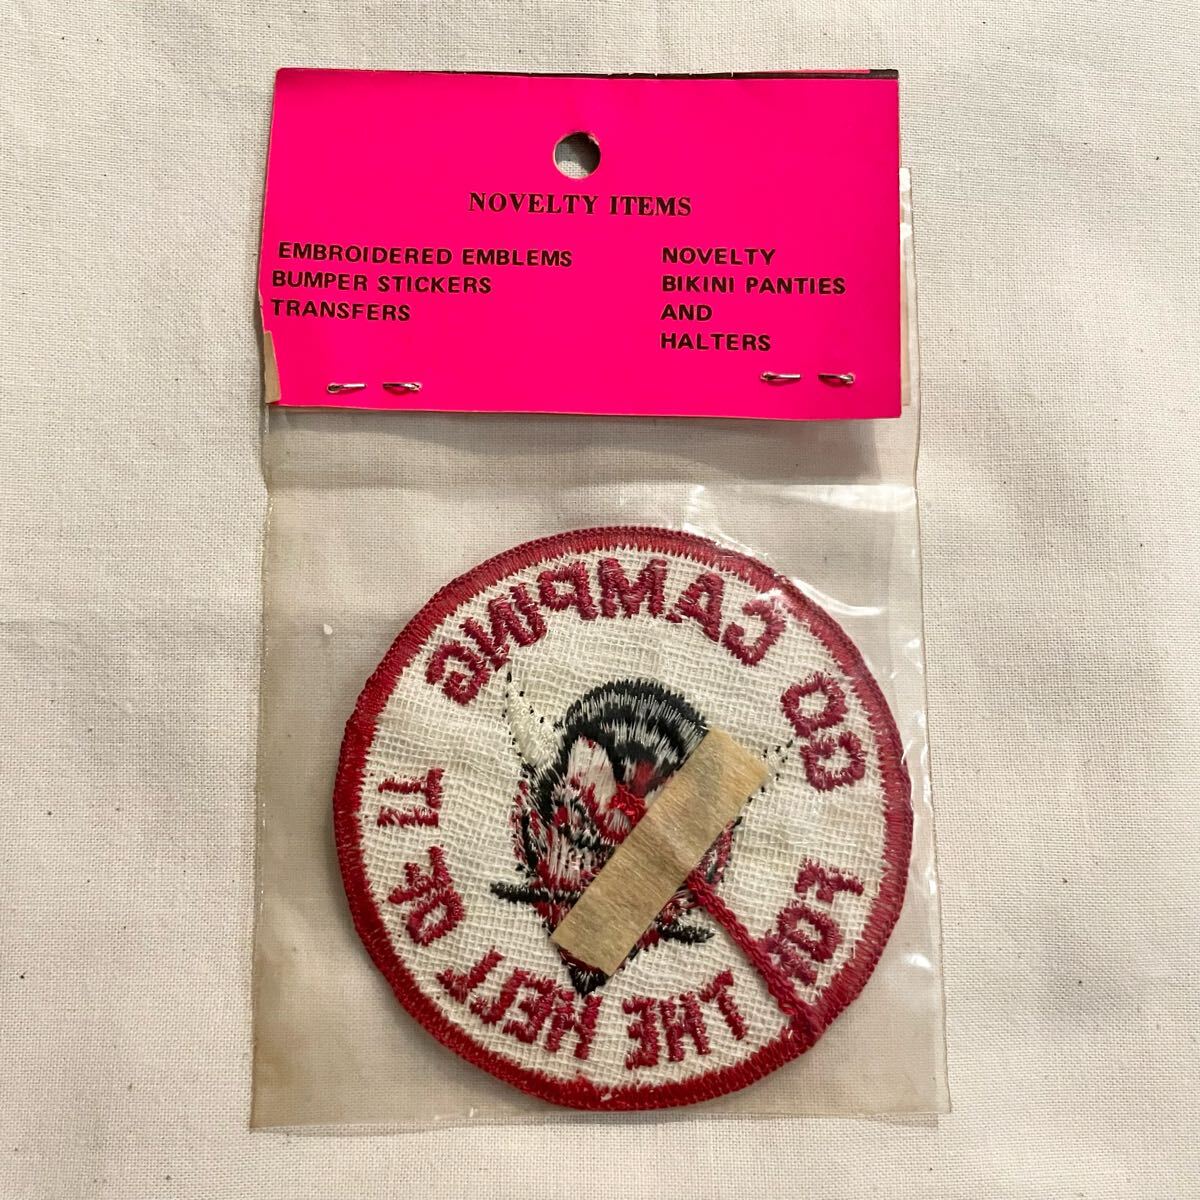 NOVELTY ITEMS
EMBROIDERED EMBLEMS
BUMPER STICKERS
TRANSFERS
NOVELTY
BIKINI PANTIES
AND
HALTERS
GO CAMPING
FOR THE HELL OF IT